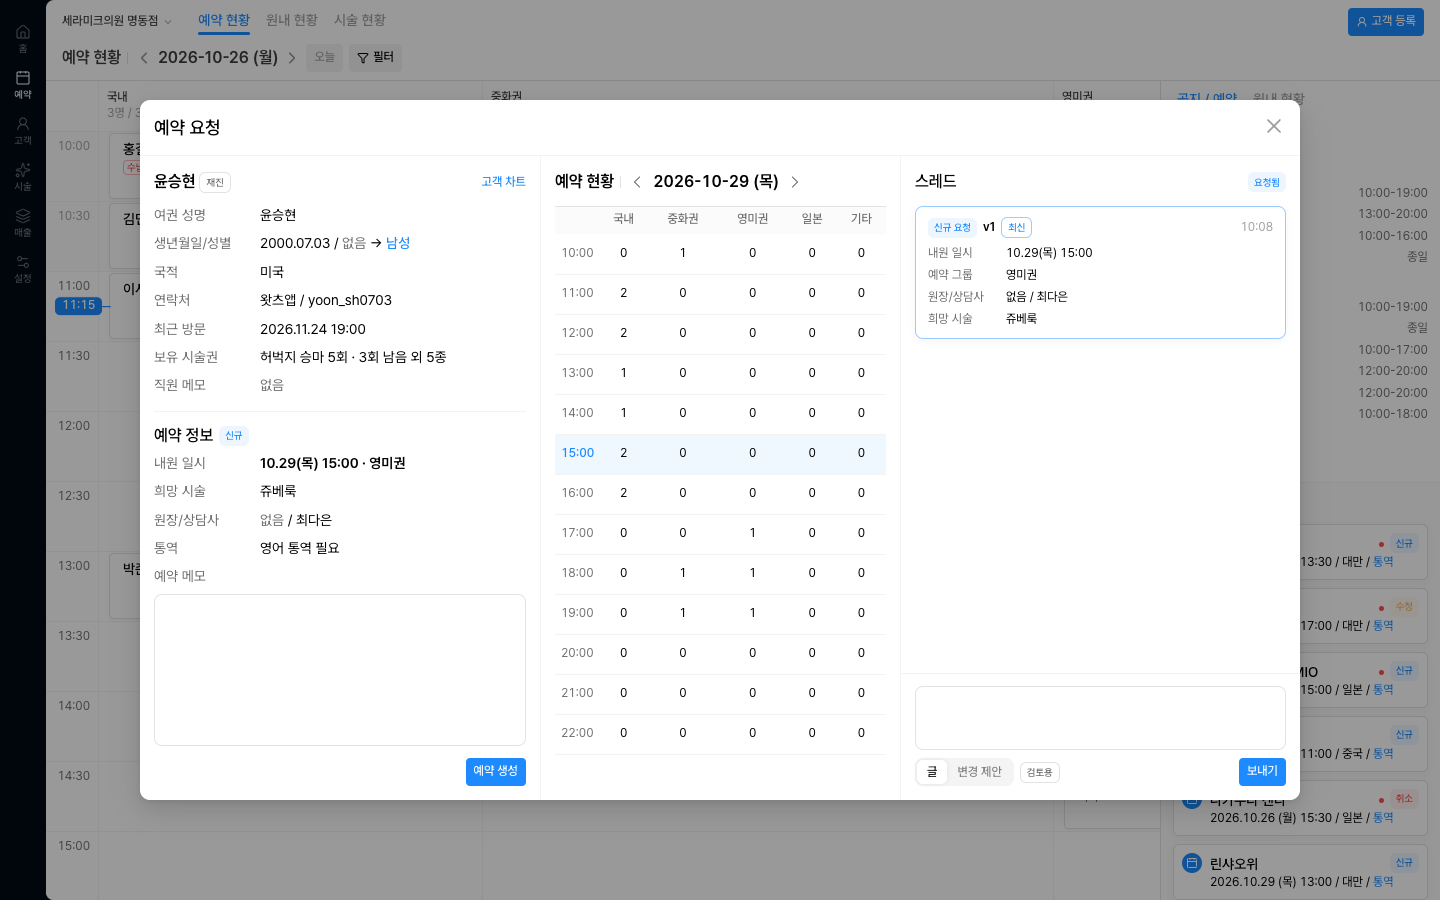 세라미크의원 명동점
예약 현황
원내 현황
시술 현황
고객 등록
예약 현황
2026-10-26 (월)
오늘
필터
홈
예약
고객
시술
매출
설정
국내
3명
중화권
영미권
공지 / 예약
원내 현황
10:00
10:30
11:00
11:15
11:30
12:00
12:30
13:00
13:30
14:00
14:30
15:00
예약 요청
윤승현
재진
고객 차트
여권 성명 윤승현
생년월일/성별 2000.07.03 / 없음 → 남성
국적 미국
연락처 왓츠앱 / yoon_sh0703
최근 방문 2026.11.24 19:00
보유 시술권 허벅지 승마 5회 · 3회 남음 외 5종
직원 메모 없음
예약 정보 신규
내원 일시 10.29(목) 15:00 · 영미권
희망 시술 쥬베룩
원장/상담사 없음 / 최다은
통역 영어 통역 필요
예약 메모
예약 생성
예약 현황 2026-10-29 (목)
국내 중화권 영미권 일본 기타
10:00 0 1 0 0 0
11:00 2 0 0 0 0
12:00 2 0 0 0 0
13:00 1 0 0 0 0
14:00 1 0 0 0 0
15:00 2 0 0 0 0
16:00 2 0 0 0 0
17:00 0 0 1 0 0
18:00 0 1 1 0 0
19:00 0 1 1 0 0
20:00 0 0 0 0 0
21:00 0 0 0 0 0
22:00 0 0 0 0 0
스레드 요청됨
신규 요청 v1 최신 10:08
내원 일시 10.29(목) 15:00
예약 그룹 영미권
원장/상담사 없음 / 최다은
희망 시술 쥬베룩
글
변경 제안
검토용
보내기
10:00-19:00
13:00-20:00
10:00-16:00
종일
10:00-19:00
종일
10:00-17:00
12:00-20:00
12:00-20:00
10:00-18:00
신규
13:30 / 대만 / 통역
수정
17:00 / 대만 / 통역
신규
15:00 / 일본 / 통역
신규
11:00 / 중국 / 통역
취소
2026.10.26 (월) 15:30 / 일본 / 통역
린샤오위 신규
2026.10.29 (목) 13:00 / 대만 / 통역